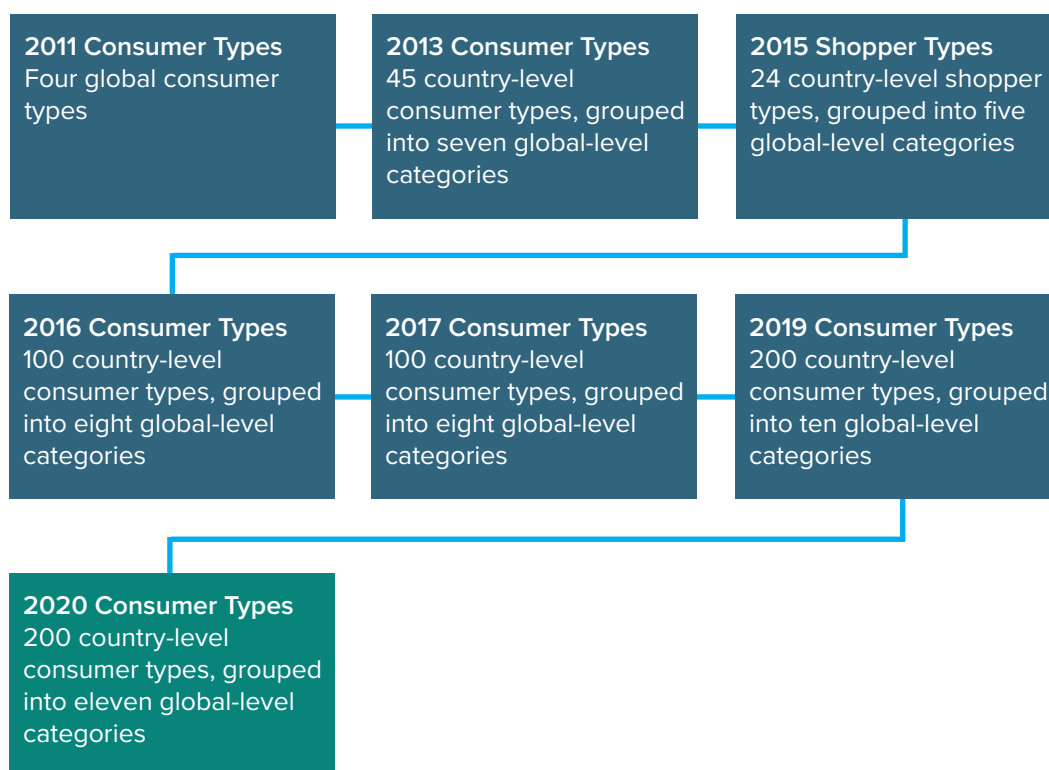 2011 Consumer Types
Four global consumer
types
2013 Consumer Types
45 country-level
consumer types, grouped
into seven global-level
categories
2015 Shopper Types
24 country-level shopper
types, grouped into five
global-level categories
2016 Consumer Types
100 country-level
consumer types, grouped
into eight global-level
categories
2017 Consumer Types
100 country-level
consumer types, grouped
into eight global-level
categories
2019 Consumer Types
200 country-level
consumer types, grouped
into ten global-level
categories
2020 Consumer Types
200 country-level
consumer types, grouped
into eleven global-level
categories